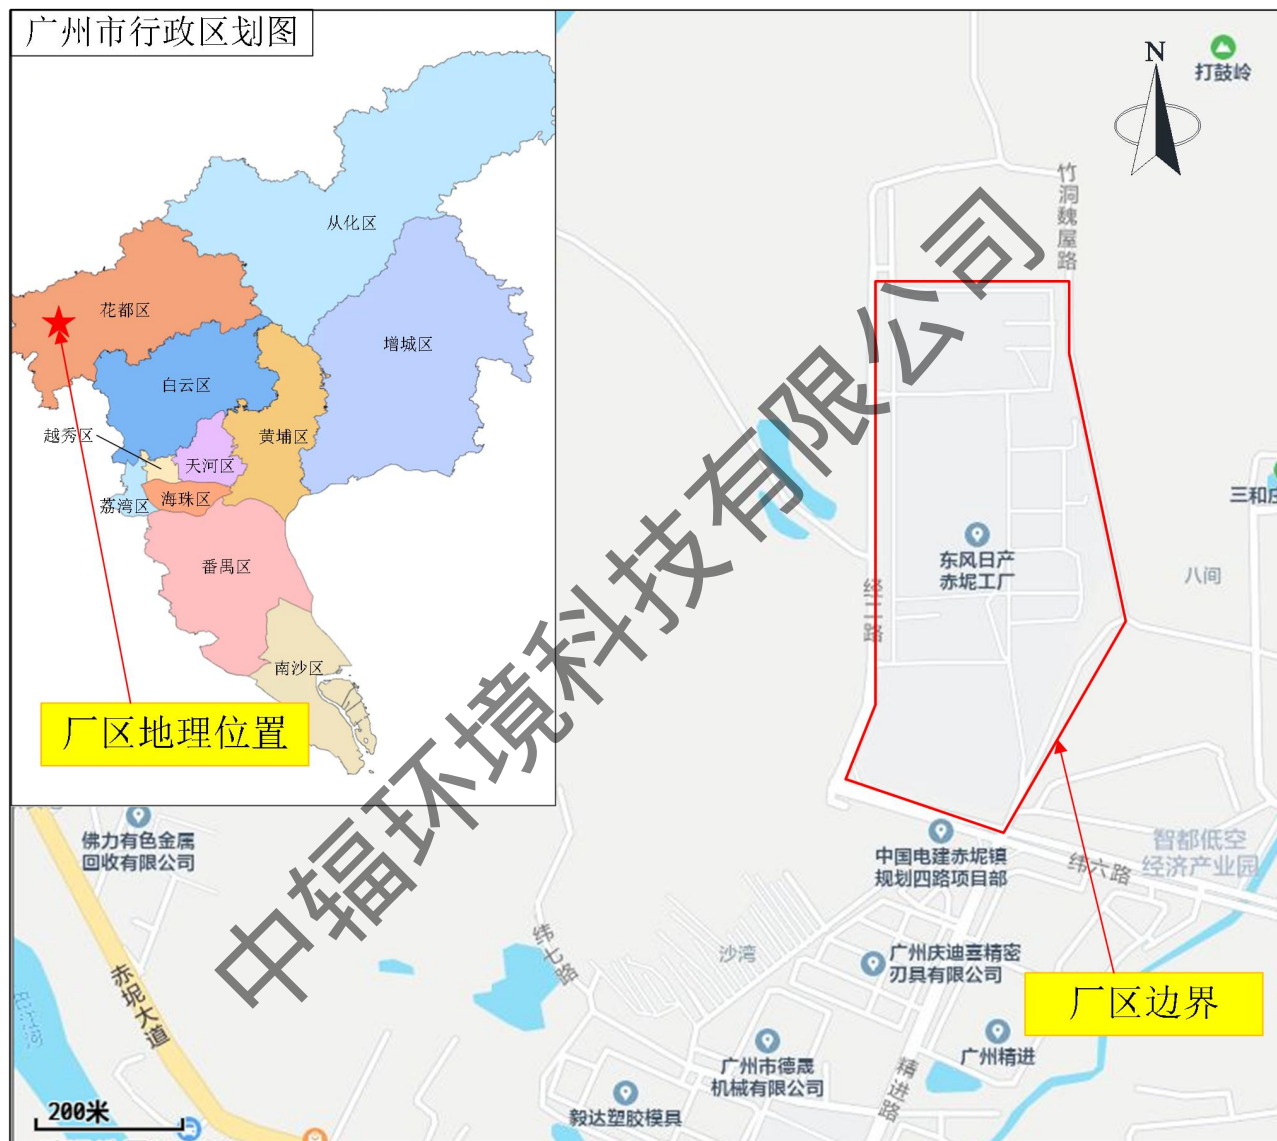 广州市行政区划图
N
打鼓岭
竹洞魏屋路
从化区
花都区
增城区
白云区
越秀区
黄埔区
天河区
荔湾区
海珠区
番禺区
南沙区
厂区地理位置
三和庄
东风日产
赤坭工厂
八间
经二路
佛力有色金属
回收有限公司
中国电建赤坭镇
规划四路项目部
纬六路
智都低空
经济产业园
纬七路
沙湾
广州庆迪喜精密
刃具有限公司
厂区边界
赤坭大道
巴江河
广州市德晟
机械有限公司
广州精进
精进路
毅达塑胶模具
200米
中辐环境科技有限公司